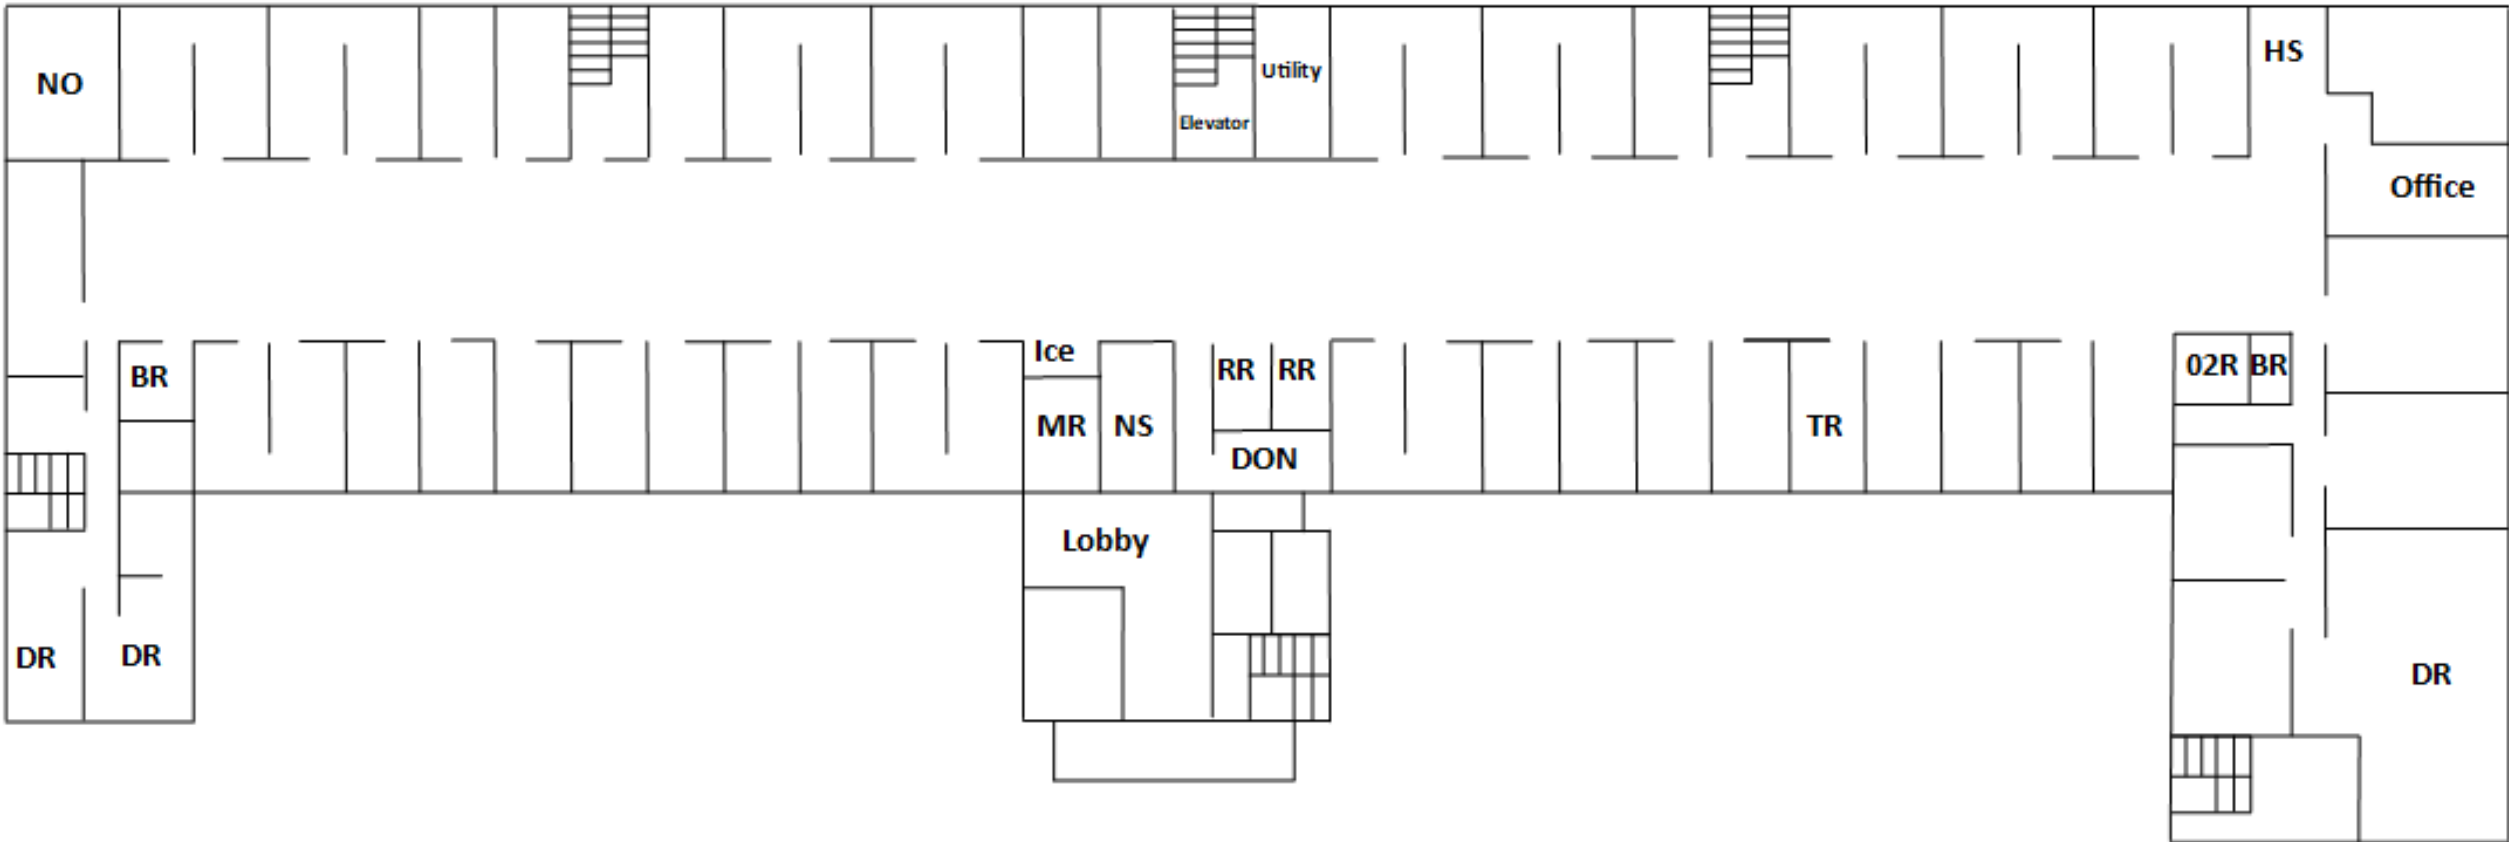 NO
Utility
Elevator
HS
Office
BR
Ice
MR
NS
RR
RR
DON
TR
02R
BR
Lobby
DR
DR
DR